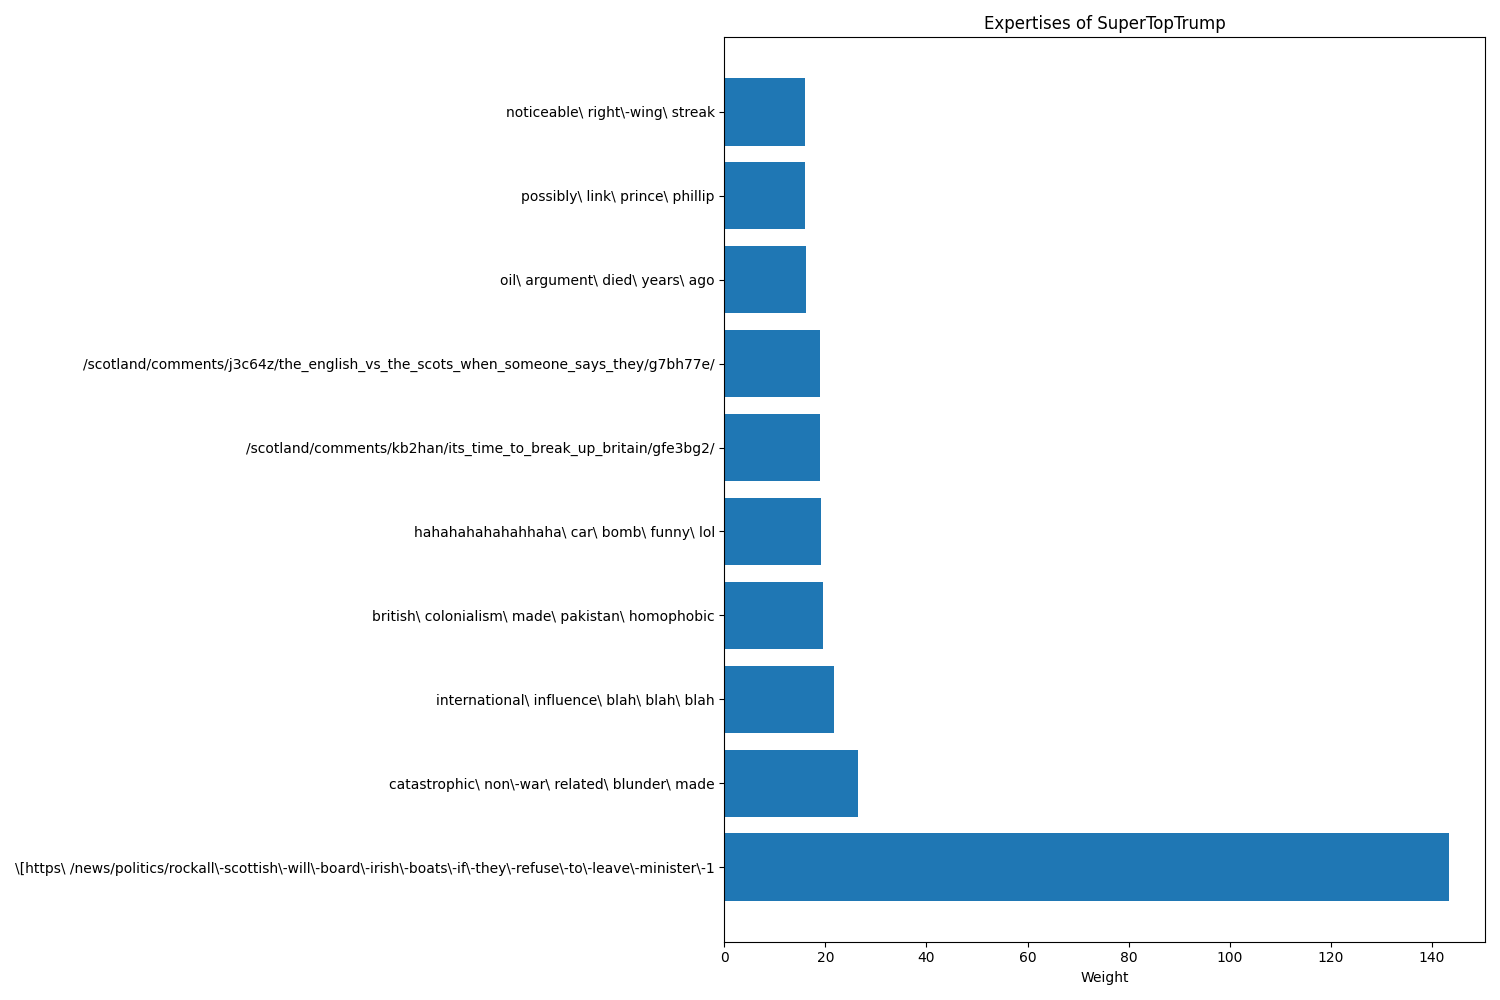 Expertises of SuperTopTrump
noticeable\ right\-wing\ streak
possibly\ link\ prince\ phillip
oil\ argument\ died\ years\ ago
/scotland/comments/j3c64z/the_english_vs_the_scots_when_someone_says_they/g7bh77e/
/scotland/comments/kb2han/its_time_to_break_up_britain/gfe3bg2/
hahahahahahahhaha\ car\ bomb\ funny\ lol
british\ colonialism\ made\ pakistan\ homophobic
international\ influence\ blah\ blah\ blah
catastrophic\ non\-war\ related\ blunder\ made
\[https\ /news/politics/rockall\-scottish\-will\-board\-irish\-boats\-if\-they\-refuse\-to\-leave\-minister\-1
0 20 40 60 80 100 120 140
Weight